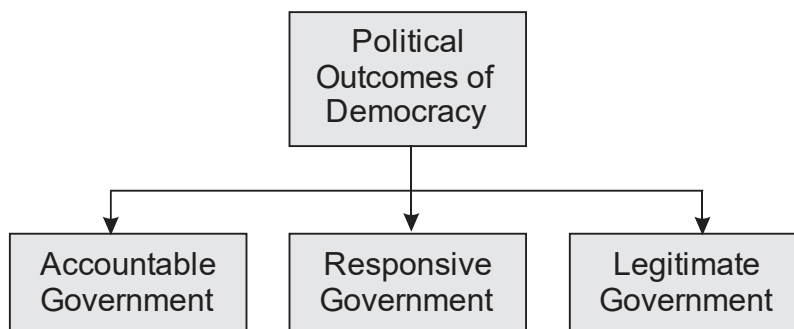 Political
Outcomes of
Democracy
Accountable
Government
Responsive
Government
Legitimate
Government